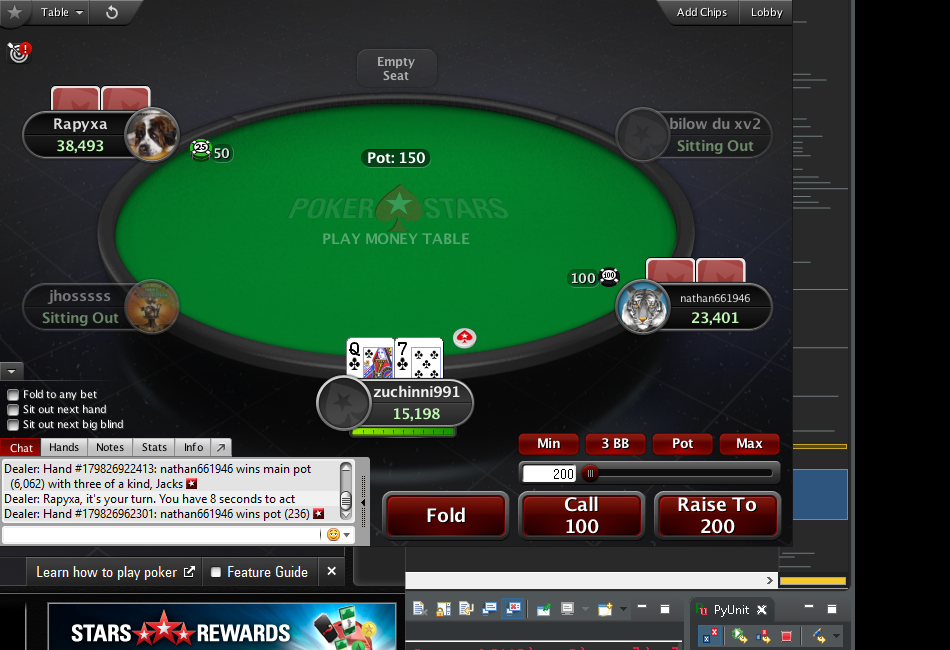 Table
Add Chips
Lobby
Empty
Seat
Rapyxa
38,493
25
50
Pot: 150
bilow du xv2
Sitting Out
POKER STARS
PLAY MONEY TABLE
100
100
nathan661946
23,401
jhosssss
Sitting Out
Q
7
zuchinni991
15,198
Fold to any bet
Sit out next hand
Sit out next big blind
Min
3 BB
Pot
Max
Chat
Hands
Notes
Stats
Info
200
Dealer: Hand #179826922413: nathan661946 wins main pot
(6,062) with three of a kind, Jacks
Dealer: Rapyxa, it's your turn. You have 8 seconds to act
Dealer: Hand #179826962301: nathan661946 wins pot (236)
Fold
Call
100
Raise To
200
Learn how to play poker
Feature Guide
STARS REWARDS
PyUnit